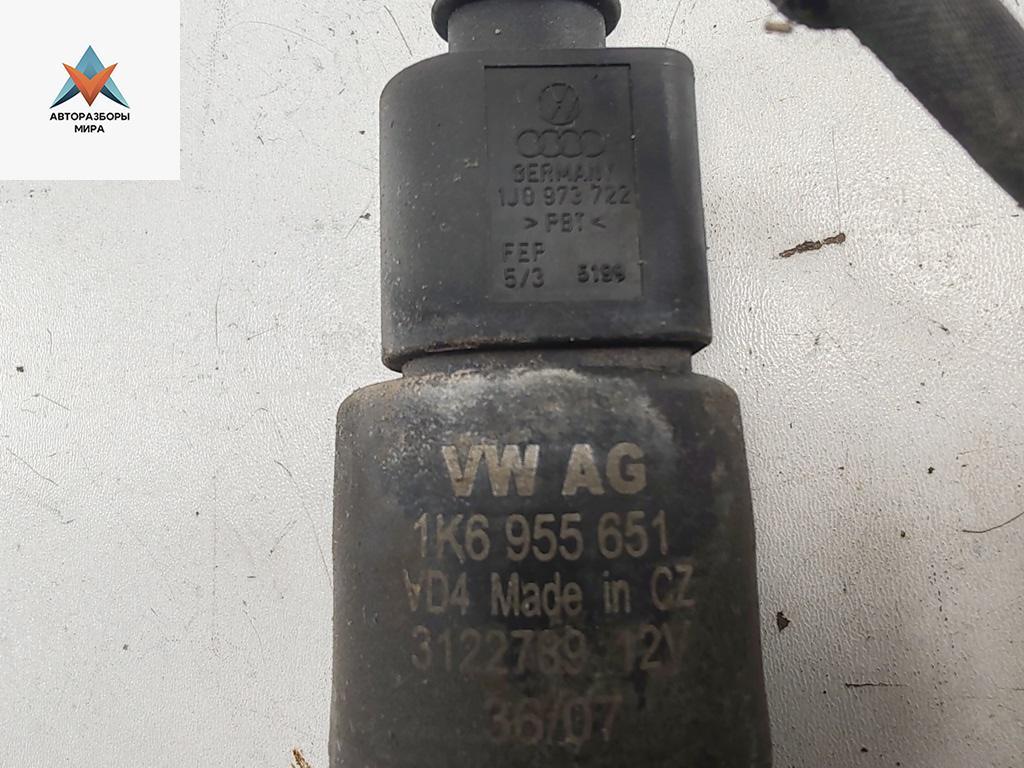 АВТОРАЗБОРЫ
МИРА
GERMANY
1J0 973 722
>PBT<
FEP
5/3 5199
VW AG
1K6 955 651
VD4 Made in CZ
3122789 12V
36/07